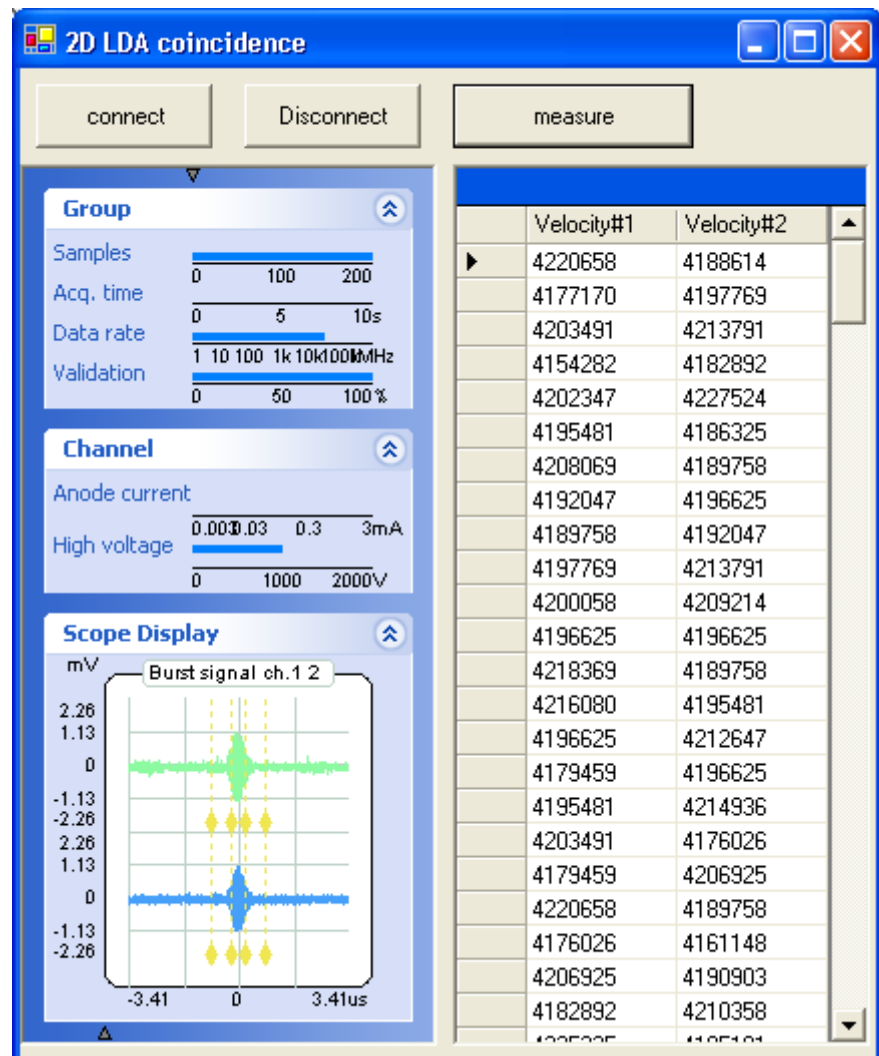 2D LDA coincidence
connect Disconnect measure
Group
Samples
0 100 200
Acq. time
0 5 10s
Data rate
1 10 100 1k 10k100kMHz
Validation
0 50 100%
Channel
Anode current
0.003 0.03 0.3 3mA
High voltage
0 1000 2000V
Scope Display
mV
Burst signal ch.1 2
2.26
1.13
0
-1.13
-2.26
2.26
1.13
0
-1.13
-2.26
-3.41 0 3.41us
Velocity#1 Velocity#2
4220658 4188614
4177170 4197769
4203491 4213791
4154282 4182892
4202347 4227524
4195481 4186325
4208069 4189758
4192047 4196625
4189758 4192047
4197769 4213791
4200058 4209214
4196625 4196625
4218369 4189758
4216080 4195481
4196625 4212647
4179459 4196625
4195481 4214936
4203491 4176026
4179459 4206925
4220658 4189758
4176026 4161148
4206925 4190903
4182892 4210358